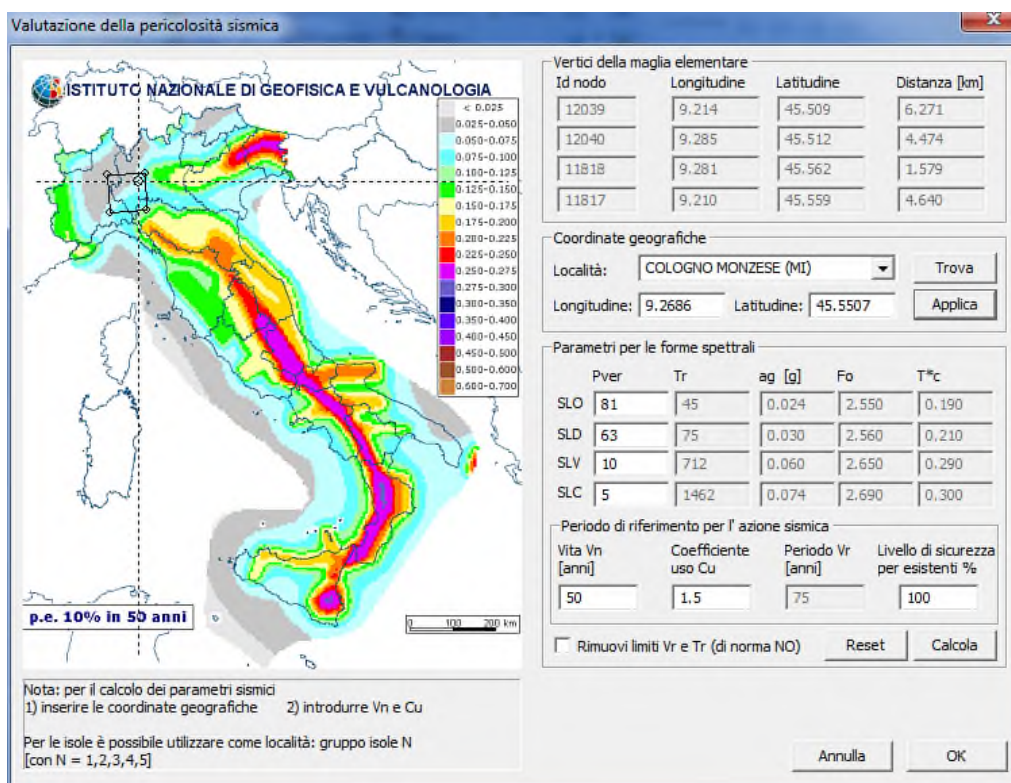 Valutazione della pericolosità sismica
ISTITUTO NAZIONALE DI GEOFISICA E VULCANOLOGIA
< 0.025
0.025-0.050
0.050-0.075
0.075-0.100
0.100-0.125
0.125-0.150
0.150-0.175
0.175-0.200
0.200-0.225
0.225-0.250
0.250-0.275
0.275-0.300
0.300-0.350
0.350-0.400
0.400-0.450
0.450-0.500
0.500-0.600
0.600-0.700
p.e. 10% in 50 anni
0 100 200 km
Nota: per il calcolo dei parametri sismici
1) inserire le coordinate geografiche 2) introdurre Vn e Cu
Per le isole è possibile utilizzare come località: gruppo isole N
[con N = 1,2,3,4,5]
Vertici della maglia elementare
Id nodo Longitudine Latitudine Distanza [km]
12039 9.214 45.509 6.271
12040 9.285 45.512 4.474
11818 9.281 45.562 1.579
11817 9.210 45.559 4.640
Coordinate geografiche
Località: COLOGNO MONZESE (MI) Trova
Longitudine: 9.2686 Latitudine: 45.5507 Applica
Parametri per le forme spettrali
Pver Tr ag [g] Fo T*c
SLO 81 45 0.024 2.550 0.190
SLD 63 75 0.030 2.560 0.210
SLV 10 712 0.060 2.650 0.290
SLC 5 1462 0.074 2.690 0.300
Periodo di riferimento per l' azione sismica
Vita Vn [anni] Coefficiente uso Cu Periodo Vr [anni] Livello di sicurezza per esistenti %
50 1.5 75 100
Rimuovi limiti Vr e Tr (di norma NO) Reset Calcola
Annulla OK